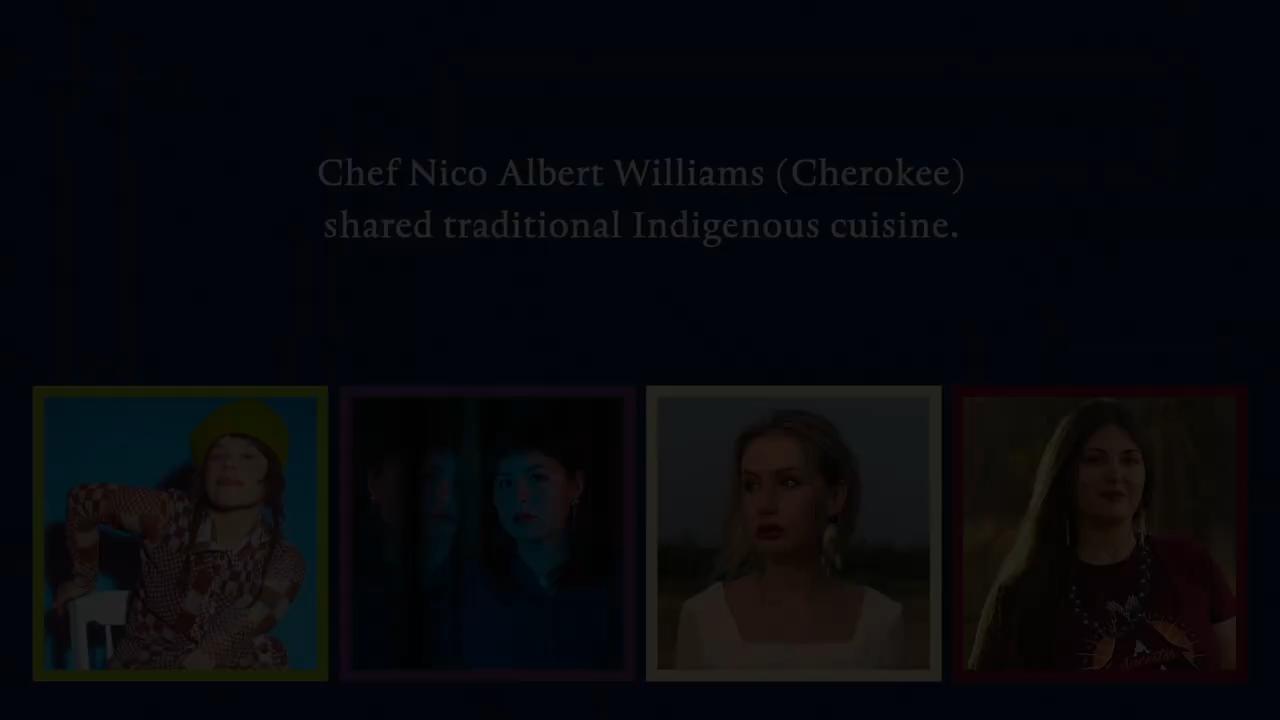 Chef Nico Albert Williams (Cherokee)
shared traditional Indigenous cuisine.